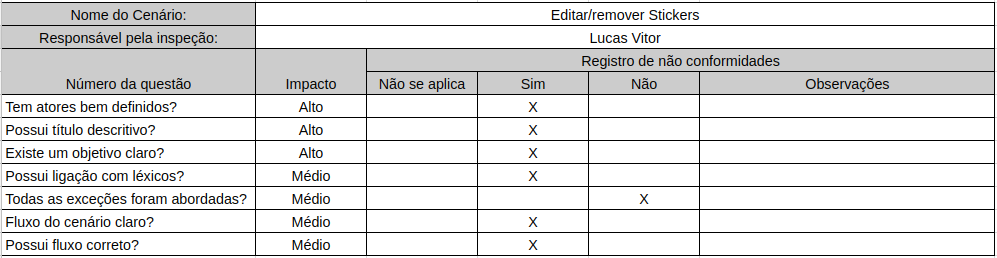 Nome do Cenário: Editar/remover Stickers
Responsável pela inspeção: Lucas Vitor
Registro de não conformidades
Número da questão Impacto Não se aplica Sim Não Observações
Tem atores bem definidos? Alto X
Possui título descritivo? Alto X
Existe um objetivo claro? Alto X
Possui ligação com léxicos? Médio X
Todas as exceções foram abordadas? Médio X
Fluxo do cenário claro? Médio X
Possui fluxo correto? Médio X